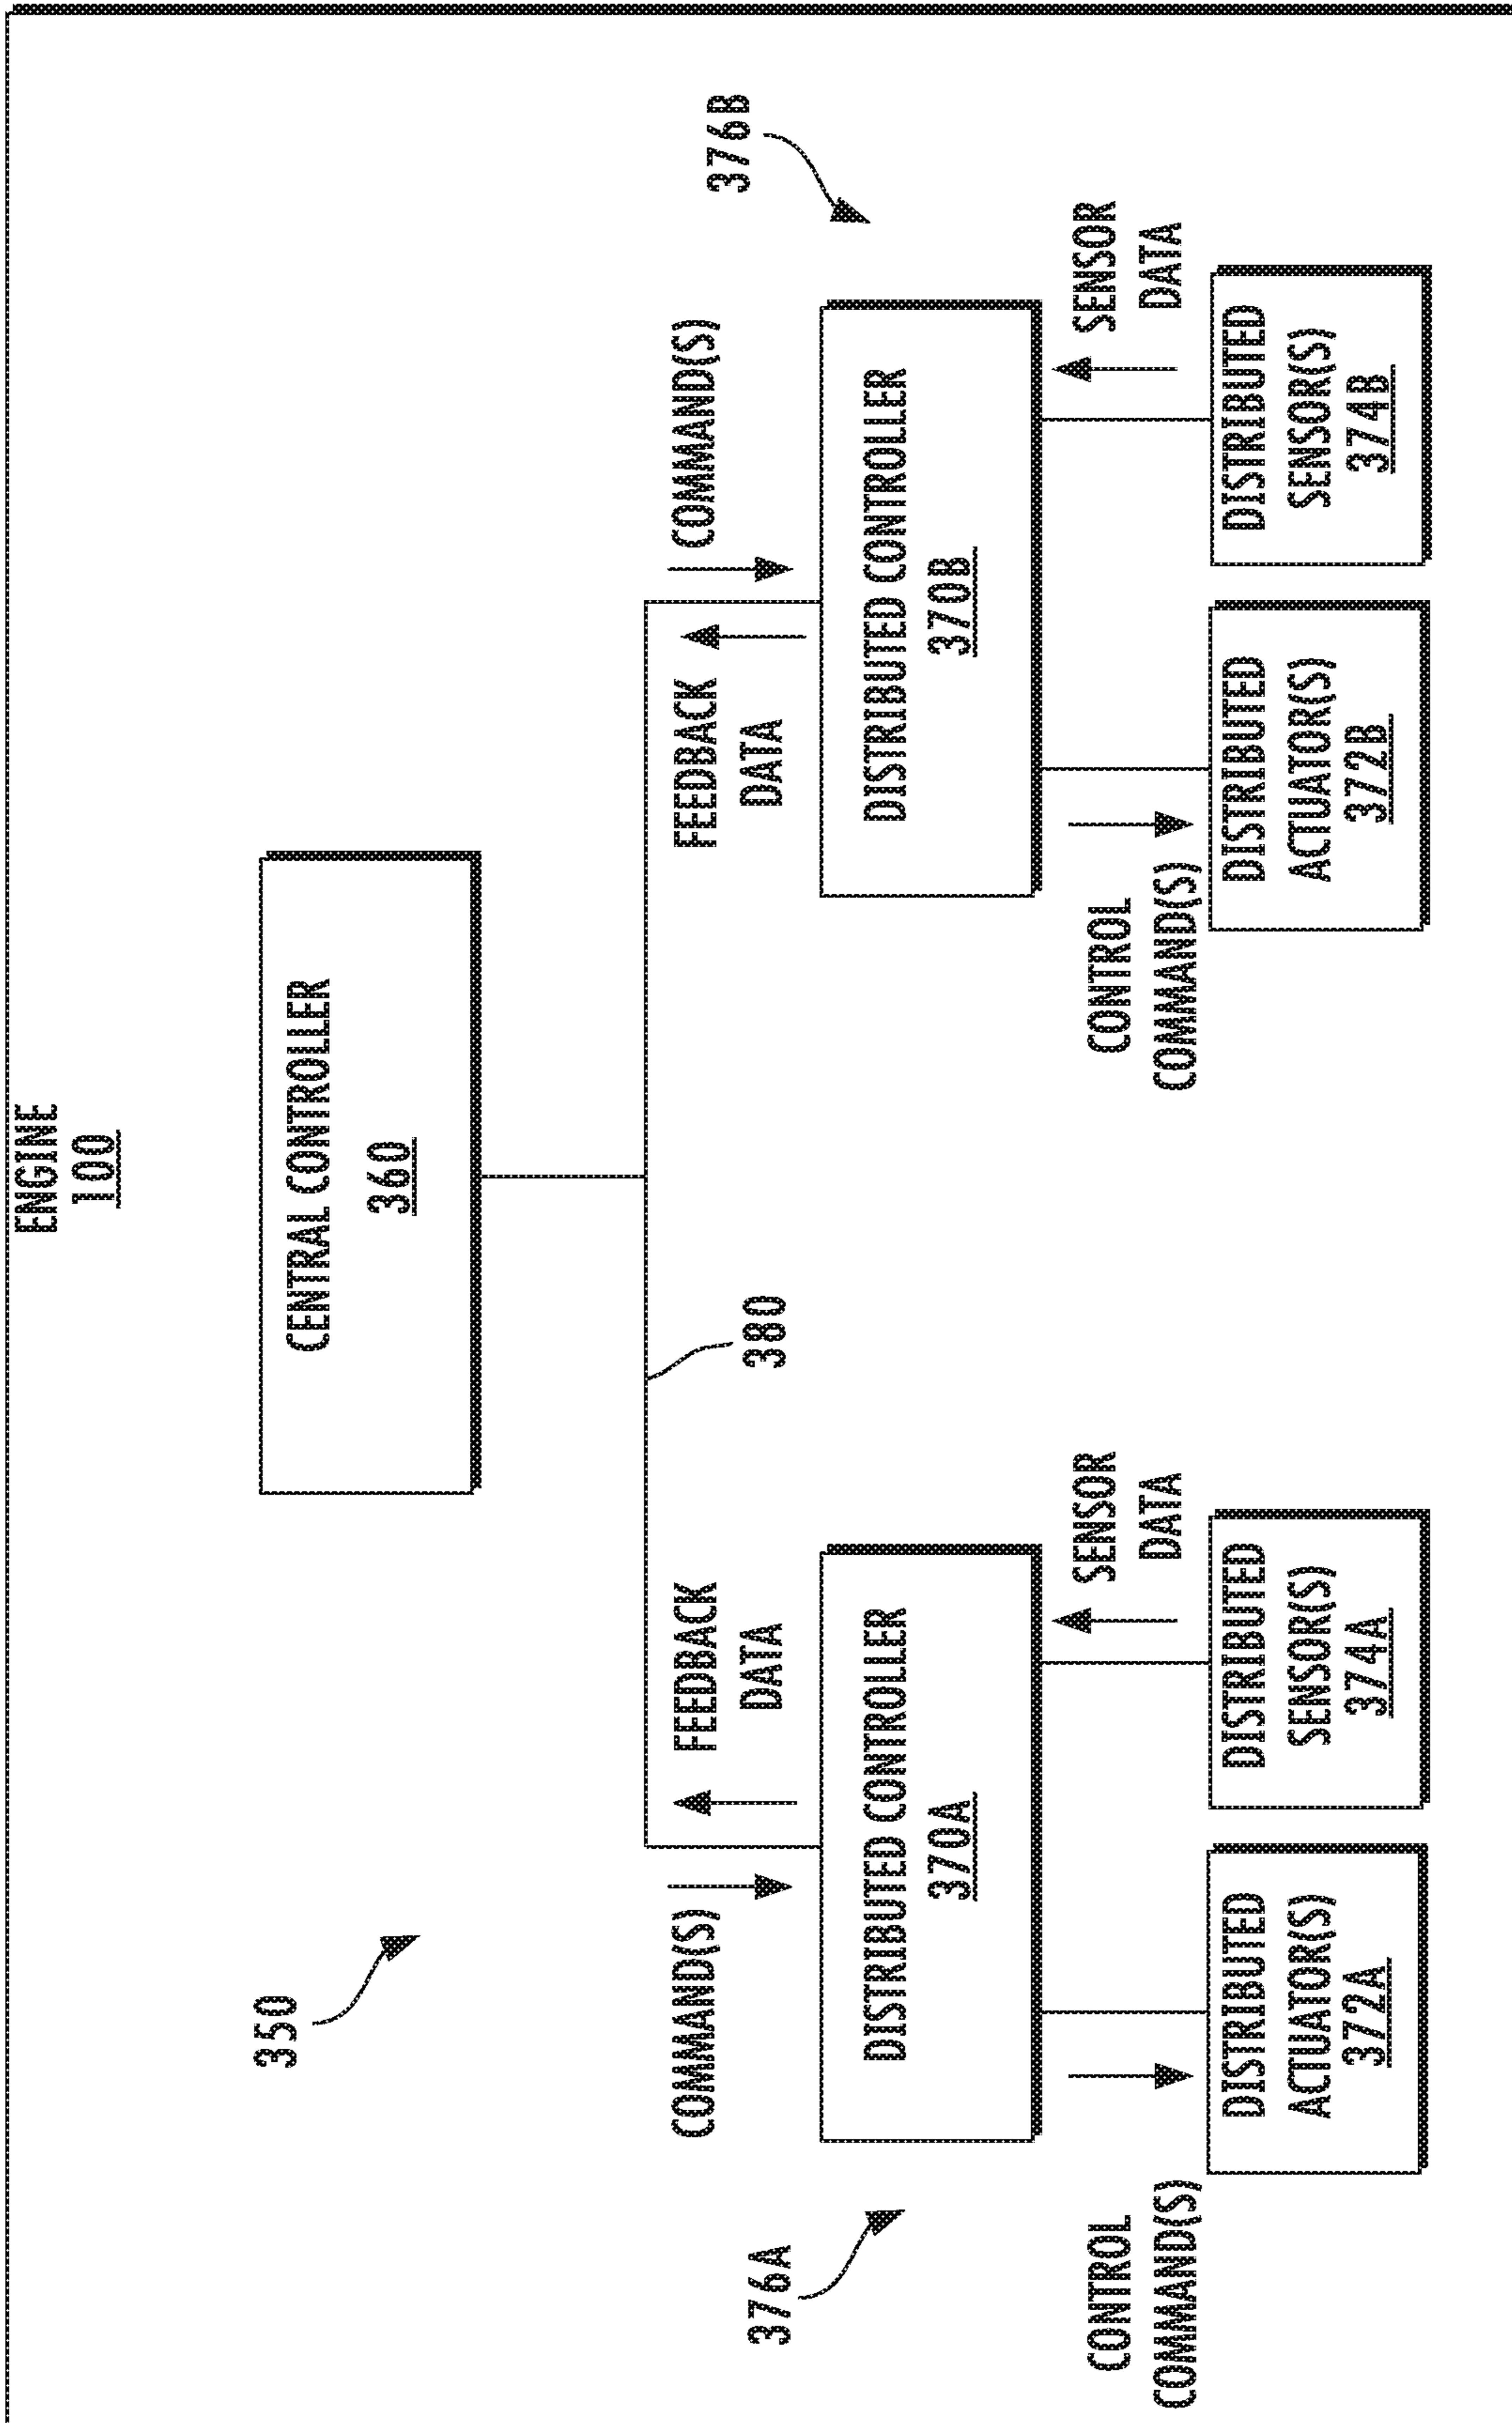 ENGINE
100
350
CENTRAL CONTROLLER
360
380
COMMAND(S)
FEEDBACK
DATA
FEEDBACK
DATA
COMMAND(S)
376A
376B
DISTRIBUTED CONTROLLER
370A
DISTRIBUTED CONTROLLER
370B
CONTROL
COMMAND(S)
SENSOR
DATA
CONTROL
COMMAND(S)
SENSOR
DATA
DISTRIBUTED
ACTUATOR(S)
372A
DISTRIBUTED
SENSOR(S)
374A
DISTRIBUTED
ACTUATOR(S)
372B
DISTRIBUTED
SENSOR(S)
374B